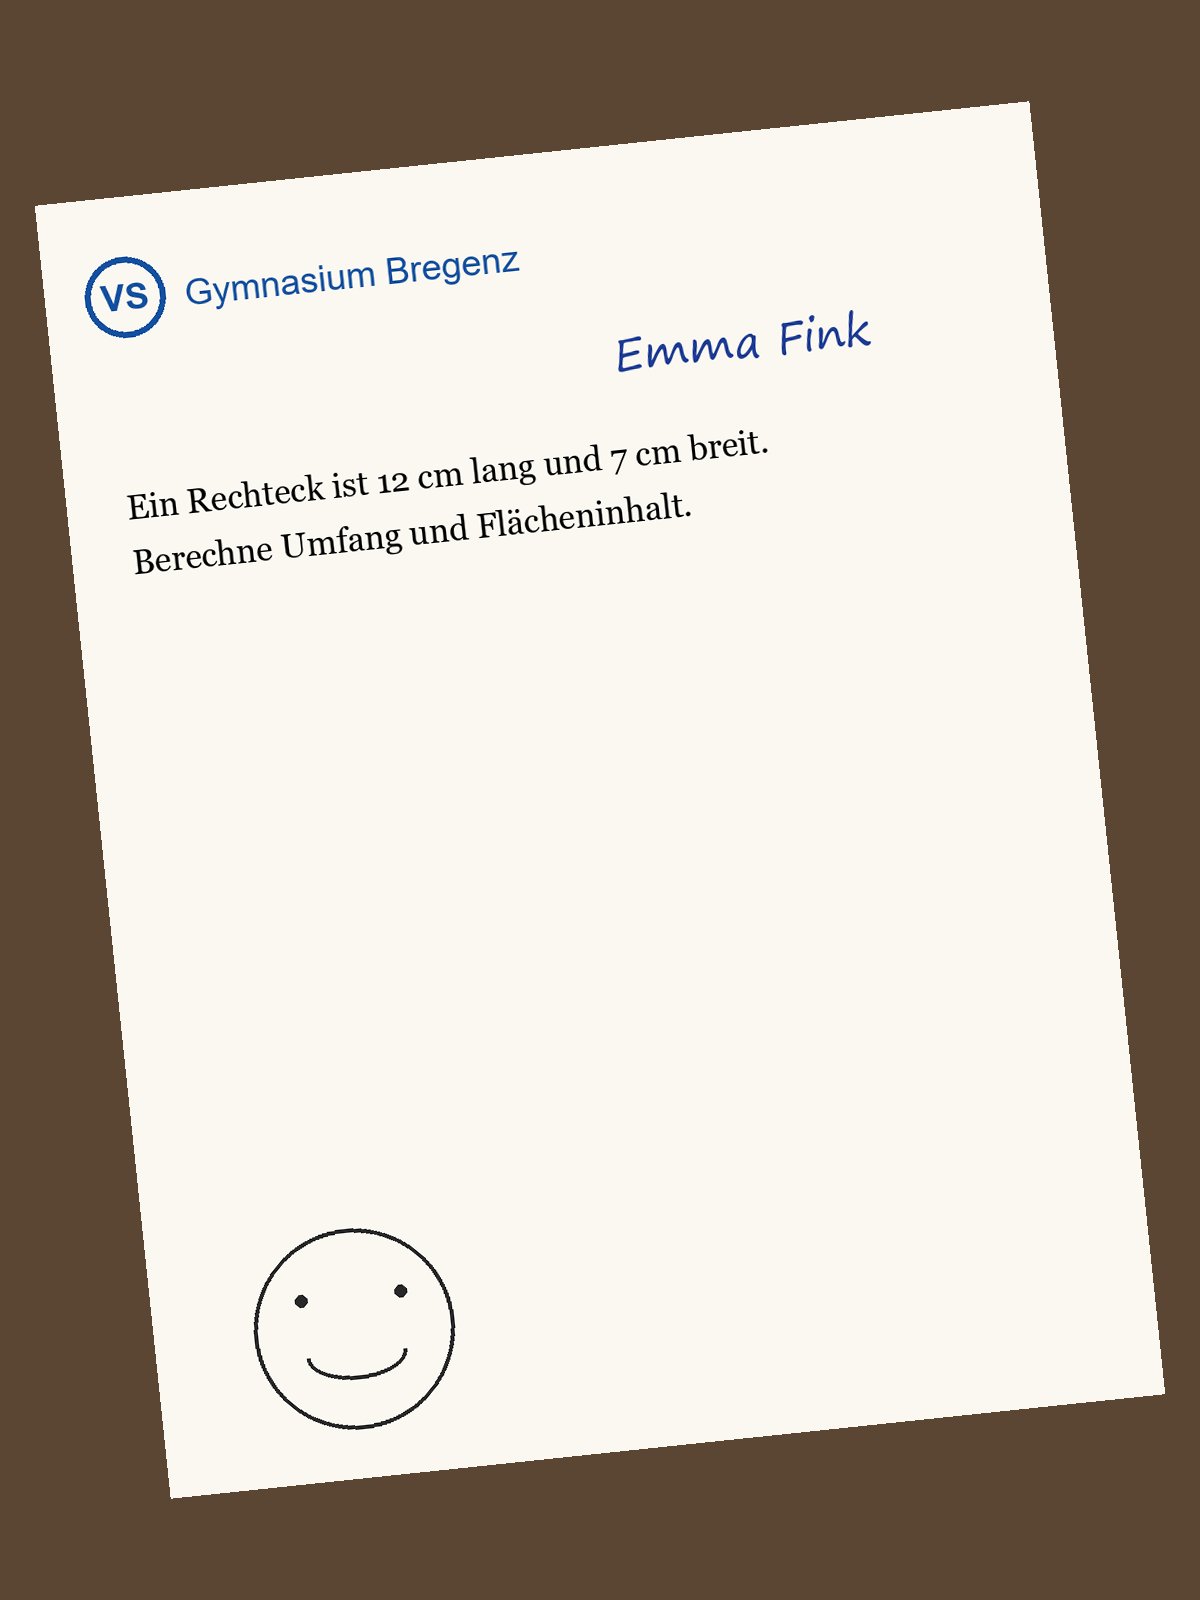 VS Gymnasium Bregenz
Emma Fink
Ein Rechteck ist 12 cm lang und 7 cm breit.
Berechne Umfang und Flächeninhalt.